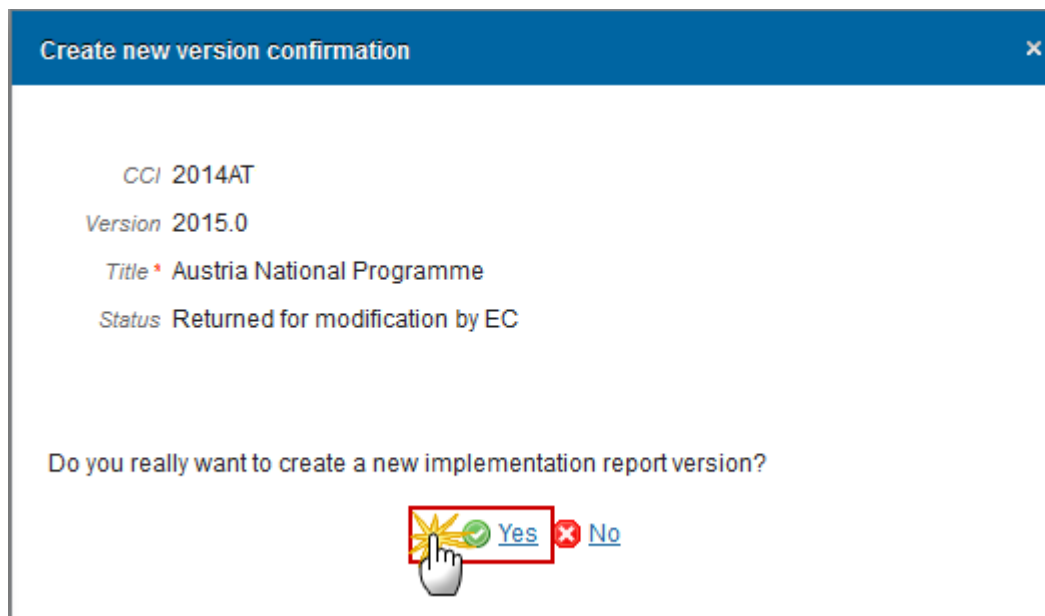 Create new version confirmation
CCI 2014AT
Version 2015.0
Title * Austria National Programme
Status Returned for modification by EC
Do you really want to create a new implementation report version?
Yes No